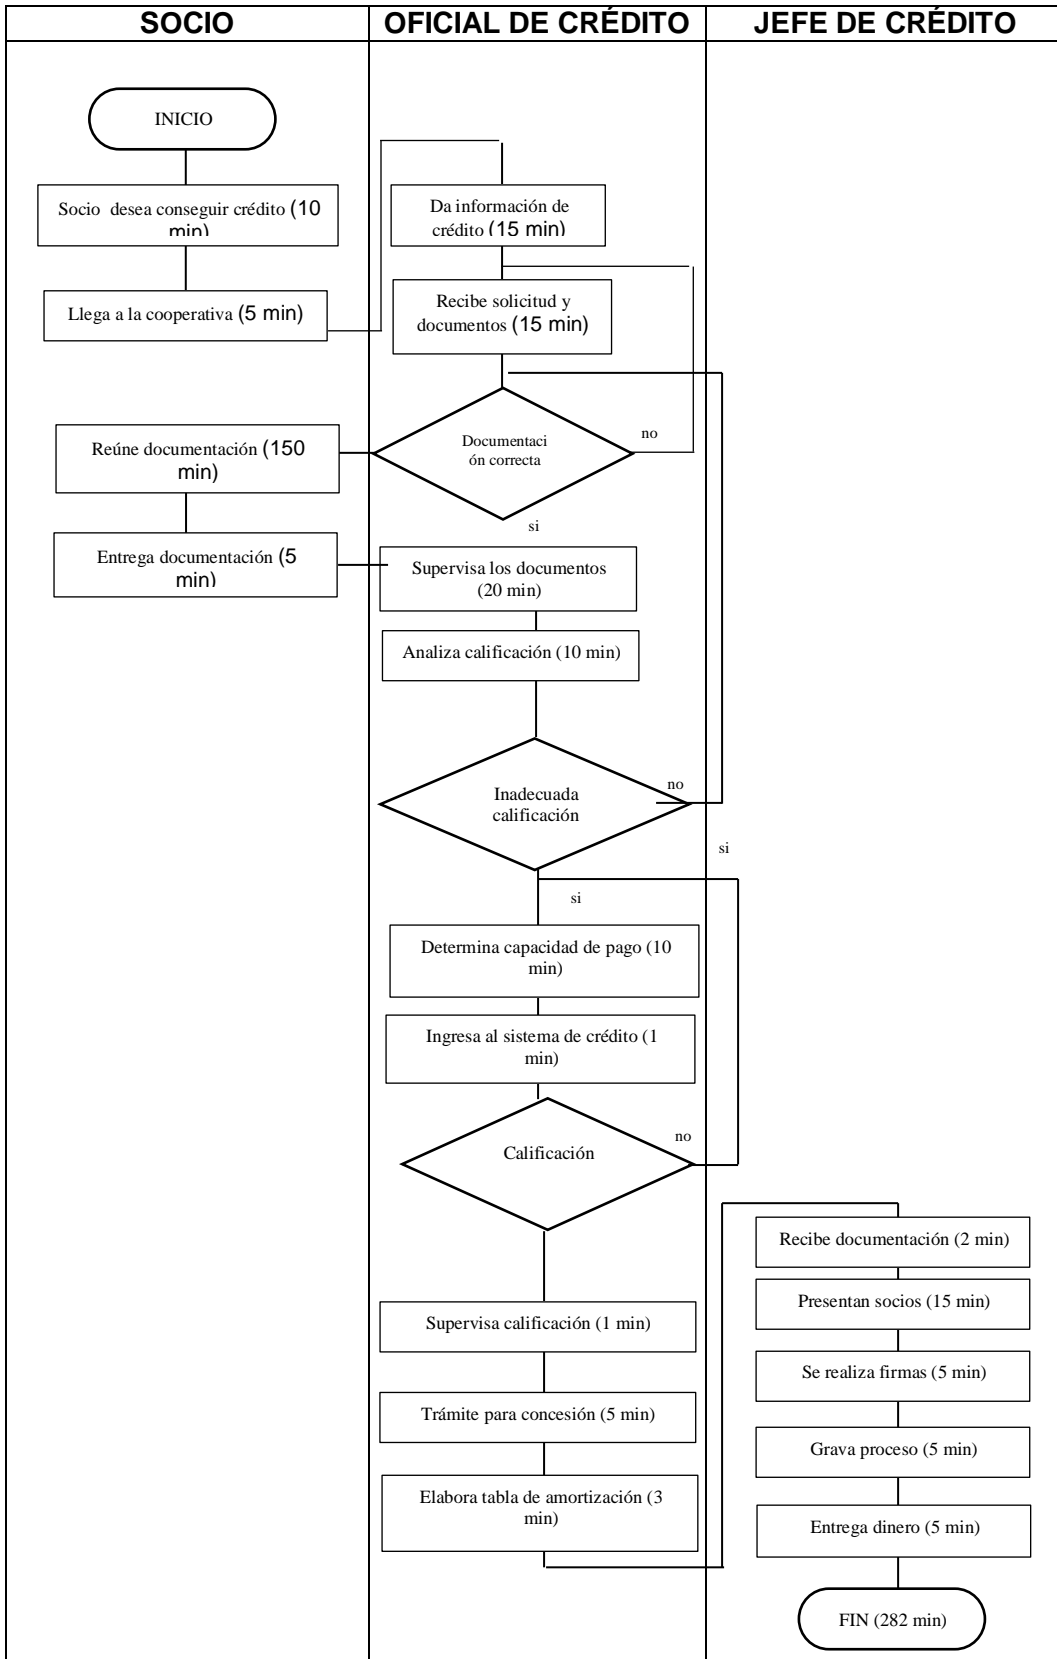 SOCIO
OFICIAL DE CRÉDITO
JEFE DE CRÉDITO
INICIO
Socio desea conseguir crédito (10
min)
Llega a la cooperativa (5 min)
Da información de
crédito (15 min)
Recibe solicitud y
documentos (15 min)
Documentaci
ón correcta
no
si
Reúne documentación (150
min)
Entrega documentación (5
min)
Supervisa los documentos
(20 min)
Analiza calificación (10 min)
Inadecuada
calificación
no
si
si
Determina capacidad de pago (10
min)
Ingresa al sistema de crédito (1
min)
Calificación
no
Supervisa calificación (1 min)
Trámite para concesión (5 min)
Elabora tabla de amortización (3
min)
Recibe documentación (2 min)
Presentan socios (15 min)
Se realiza firmas (5 min)
Grava proceso (5 min)
Entrega dinero (5 min)
FIN (282 min)